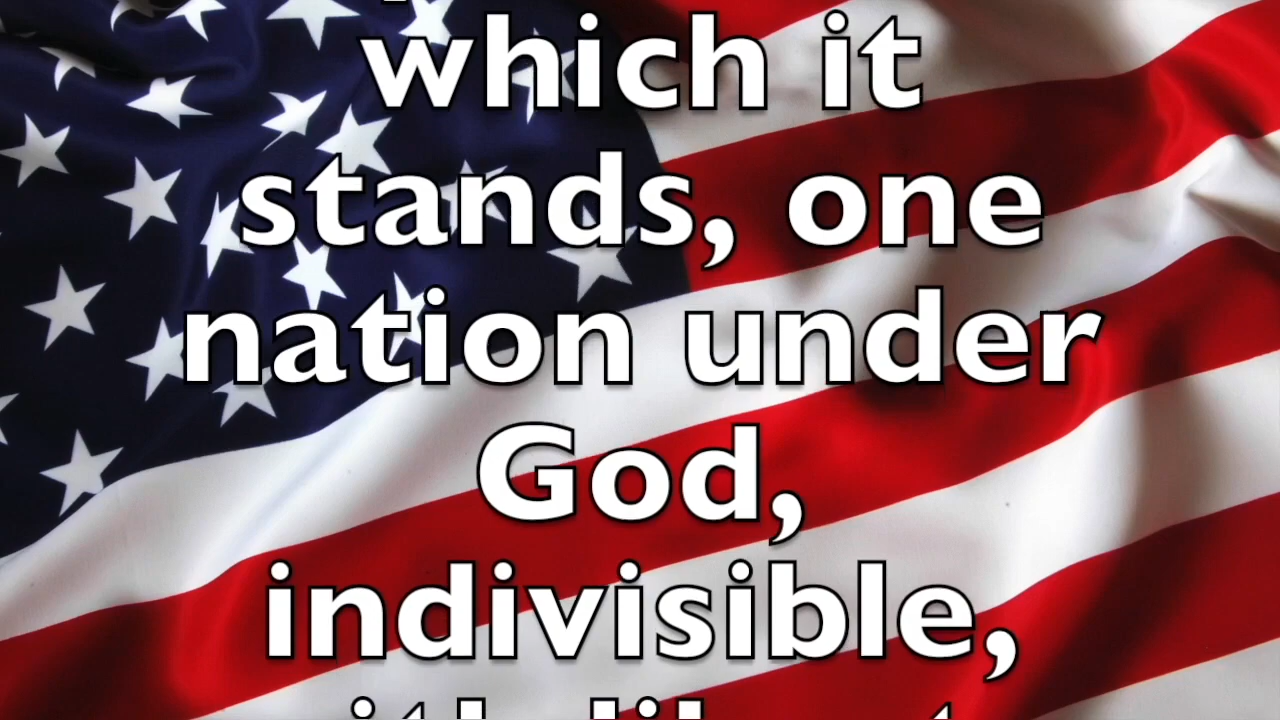 which it
stands, one
nation under
God,
indivisible,